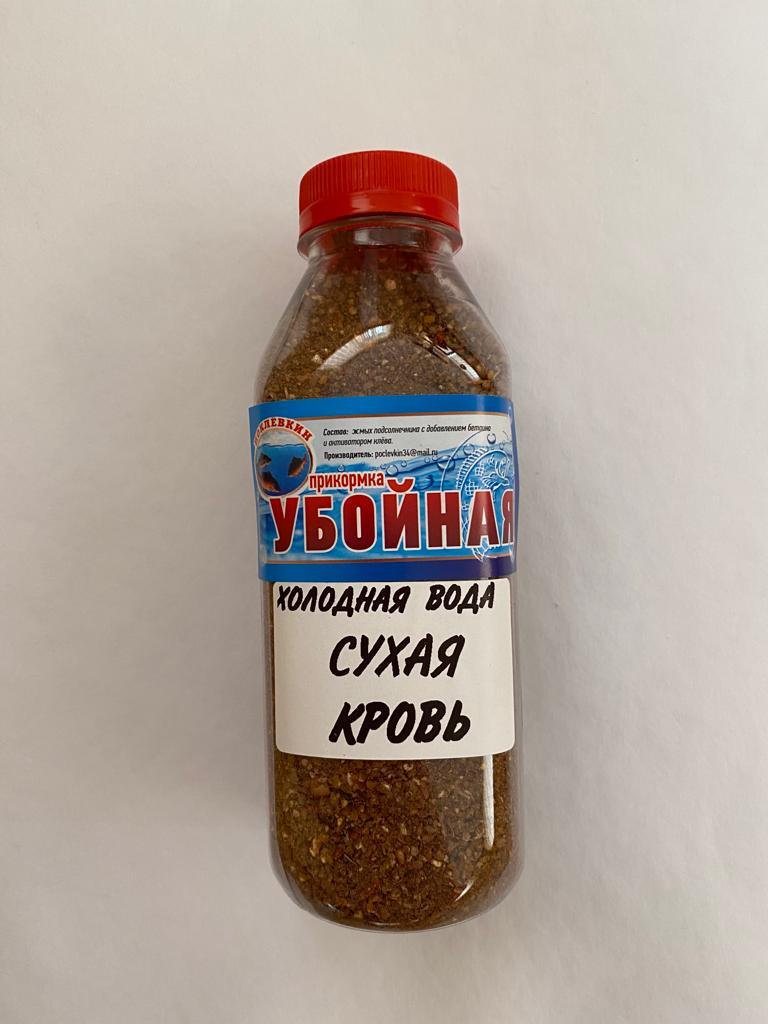 Состав: жмых подсолнечника с добавлением бетаина
и активатором клёва.
Производитель: poclevkin34@mail.ru
прикормка
УБОЙНАЯ
ХОЛОДНАЯ ВОДА
СУХАЯ
КРОВЬ